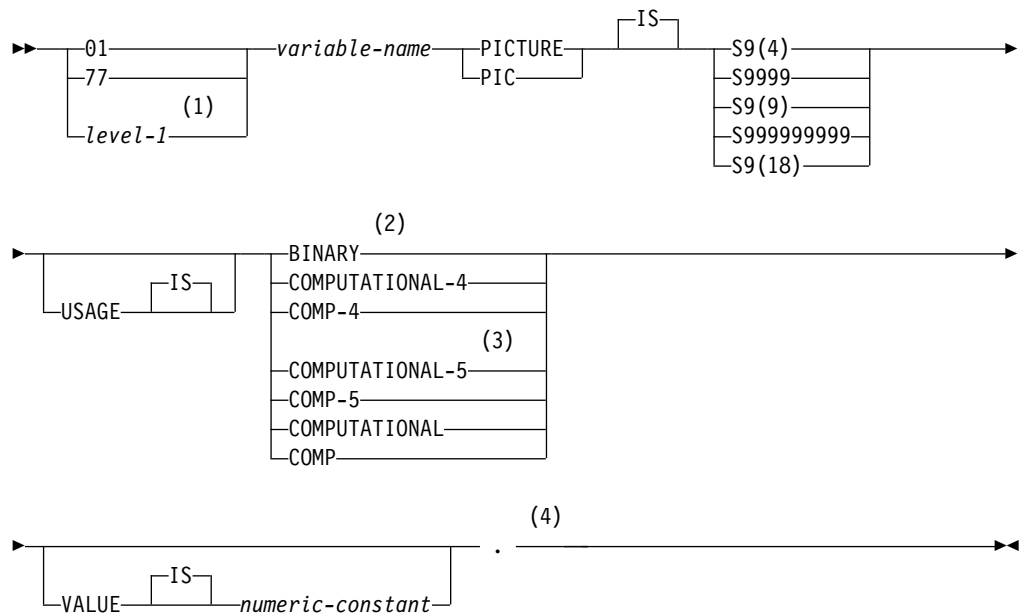 IS
01 variable-name PICTURE S9(4)
77 PIC S9999
(1) S9(9)
level-1 S999999999
S9(18)
(2)
BINARY
IS COMPUTATIONAL-4
USAGE COMP-4
(3)
COMPUTATIONAL-5
COMP-5
COMPUTATIONAL
COMP
(4)
.
IS
VALUE numeric-constant